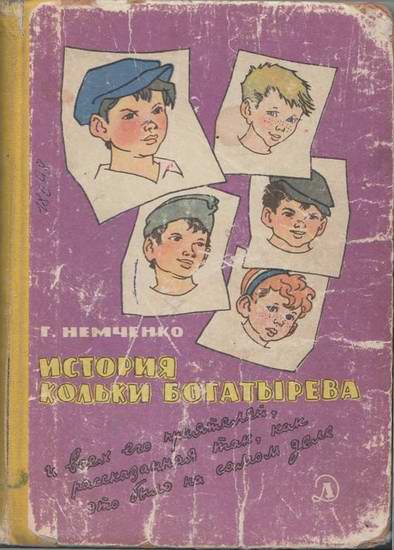 Г. НЕМЧЕНКО
ИСТОРИЯ
КОЛЬКИ БОГАТЫРЕВА
и всех его приятелей,
рассказанная так, как
это было на самом деле
Д